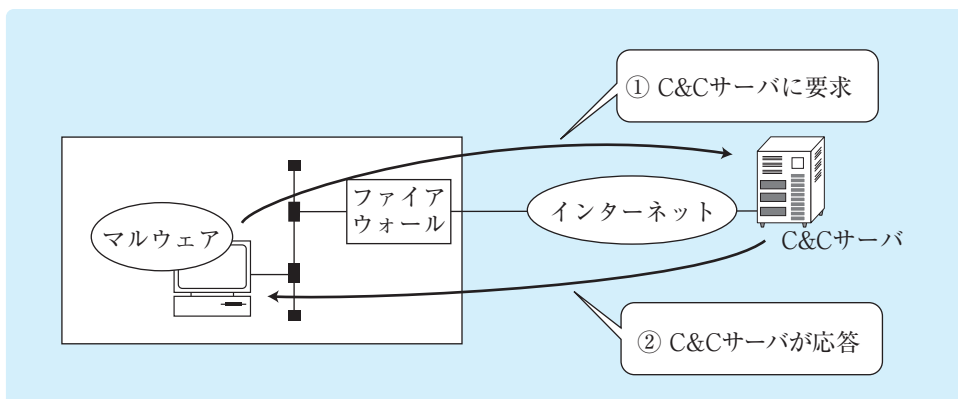 ① C&Cサーバに要求
ファイア
ウォール
マルウェア
インターネット
C&Cサーバ
② C&Cサーバが応答